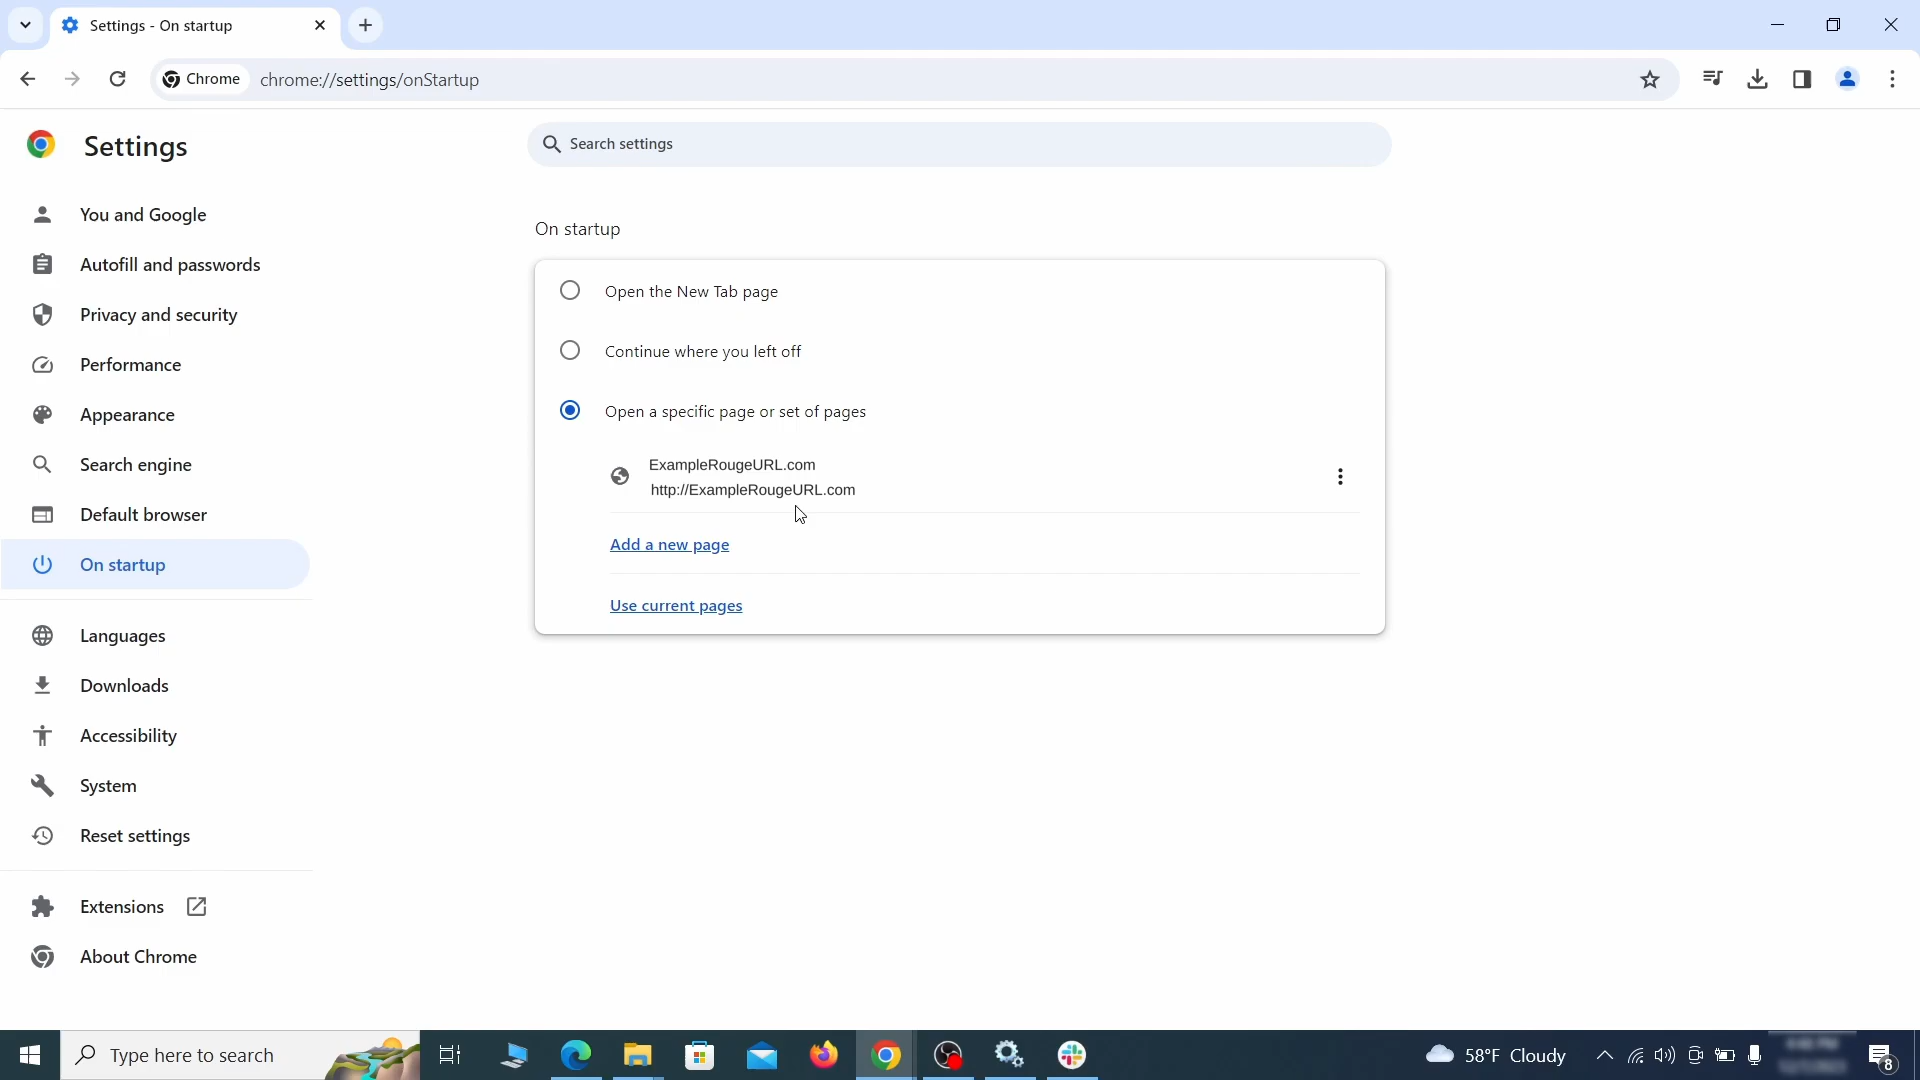 Settings - On startup
Chrome
chrome://settings/onStartup
Settings
Search settings
You and Google
Autofill and passwords
Privacy and security
Performance
Appearance
Search engine
Default browser
On startup
Languages
Downloads
Accessibility
System
Reset settings
Extensions
About Chrome
On startup
Open the New Tab page
Continue where you left off
Open a specific page or set of pages
ExampleRougeURL.com
http://ExampleRougeURL.com
Add a new page
Use current pages
Type here to search
58°F Cloudy
8